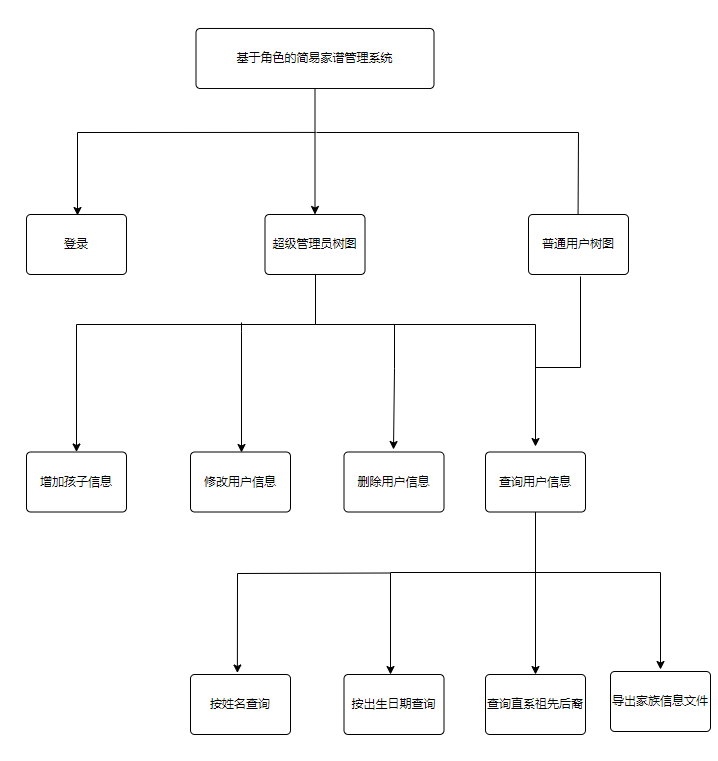 基于角色的简易家谱管理系统
登录
超级管理员树图
普通用户树图
增加孩子信息
修改用户信息
删除用户信息
查询用户信息
按姓名查询
按出生日期查询
查询直系祖先后裔
导出家族信息文件